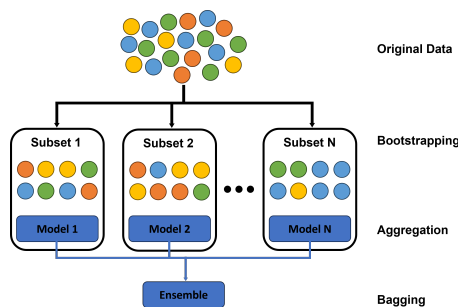 Original Data
Subset 1
Subset 2
Subset N
Bootstrapping
Model 1
Model 2
Model N
Aggregation
Ensemble
Bagging